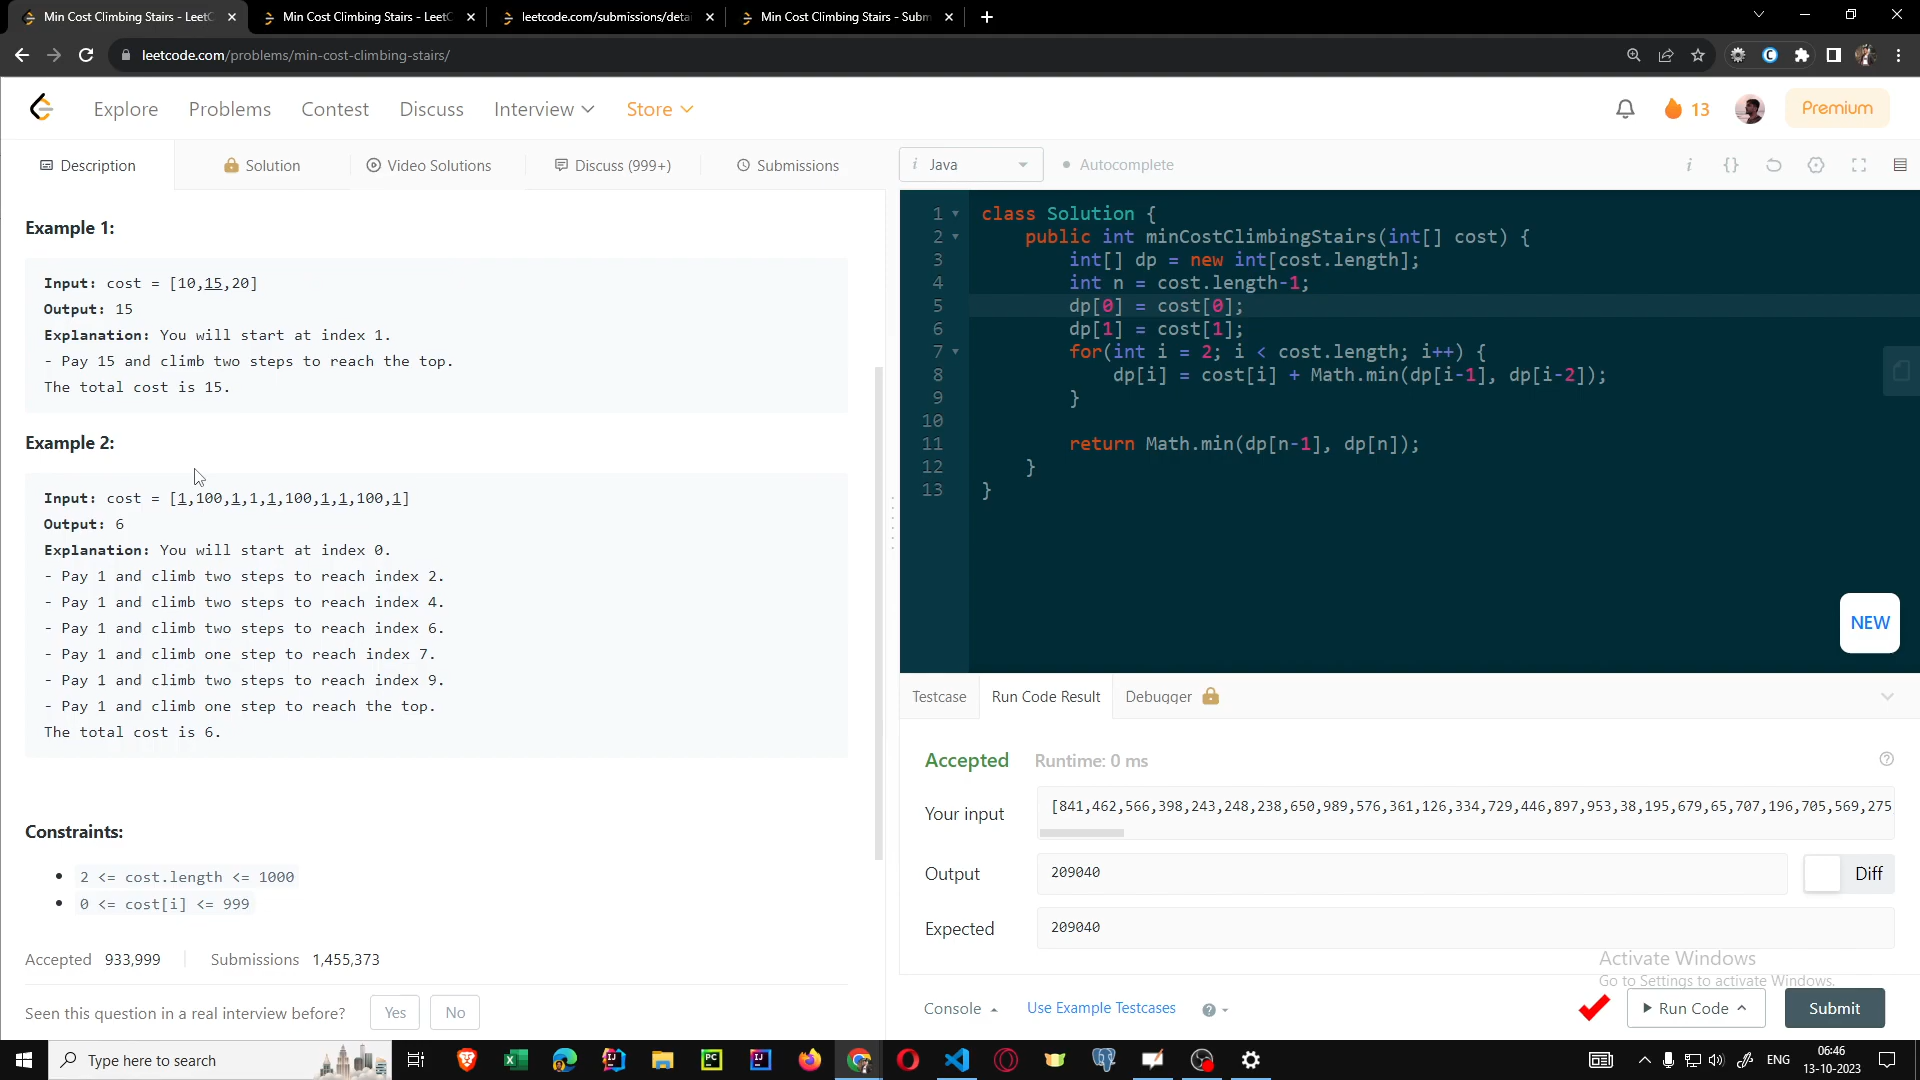 Min Cost Climbing Stairs - LeetC
Min Cost Climbing Stairs - LeetC
leetcode.com/submissions/detai
Min Cost Climbing Stairs - Subm
leetcode.com/problems/min-cost-climbing-stairs/
Explore
Problems
Contest
Discuss
Interview
Store
13
Premium
Description
Solution
Video Solutions
Discuss (999+)
Submissions
Example 1:
Input: cost = [10,15,20]
Output: 15
Explanation: You will start at index 1.
- Pay 15 and climb two steps to reach the top.
The total cost is 15.
Example 2:
Input: cost = [1,100,1,1,1,100,1,1,100,1]
Output: 6
Explanation: You will start at index 0.
- Pay 1 and climb two steps to reach index 2.
- Pay 1 and climb two steps to reach index 4.
- Pay 1 and climb two steps to reach index 6.
- Pay 1 and climb one step to reach index 7.
- Pay 1 and climb two steps to reach index 9.
- Pay 1 and climb one step to reach the top.
The total cost is 6.
Constraints:
• 2 <= cost.length <= 1000
• 0 <= cost[i] <= 999
Accepted 933,999
Submissions 1,455,373
Seen this question in a real interview before?
Yes
No
i Java
Autocomplete
i
{}
1 class Solution {
2 public int minCostClimbingStairs(int[] cost) {
3 int[] dp = new int[cost.length];
4 int n = cost.length-1;
5 dp[0] = cost[0];
6 dp[1] = cost[1];
7 for(int i = 2; i < cost.length; i++) {
8 dp[i] = cost[i] + Math.min(dp[i-1], dp[i-2]);
9 }
10
11 return Math.min(dp[n-1], dp[n]);
12 }
13 }
NEW
Testcase
Run Code Result
Debugger
Accepted
Runtime: 0 ms
Your input
[841,462,566,398,243,248,238,650,989,576,361,126,334,729,446,897,953,38,195,679,65,707,196,705,569,275
Output
209040
Diff
Expected
209040
Activate Windows
Go to Settings to activate Windows.
Console
Use Example Testcases
Run Code
Submit
Type here to search
ENG
06:46
13-10-2023